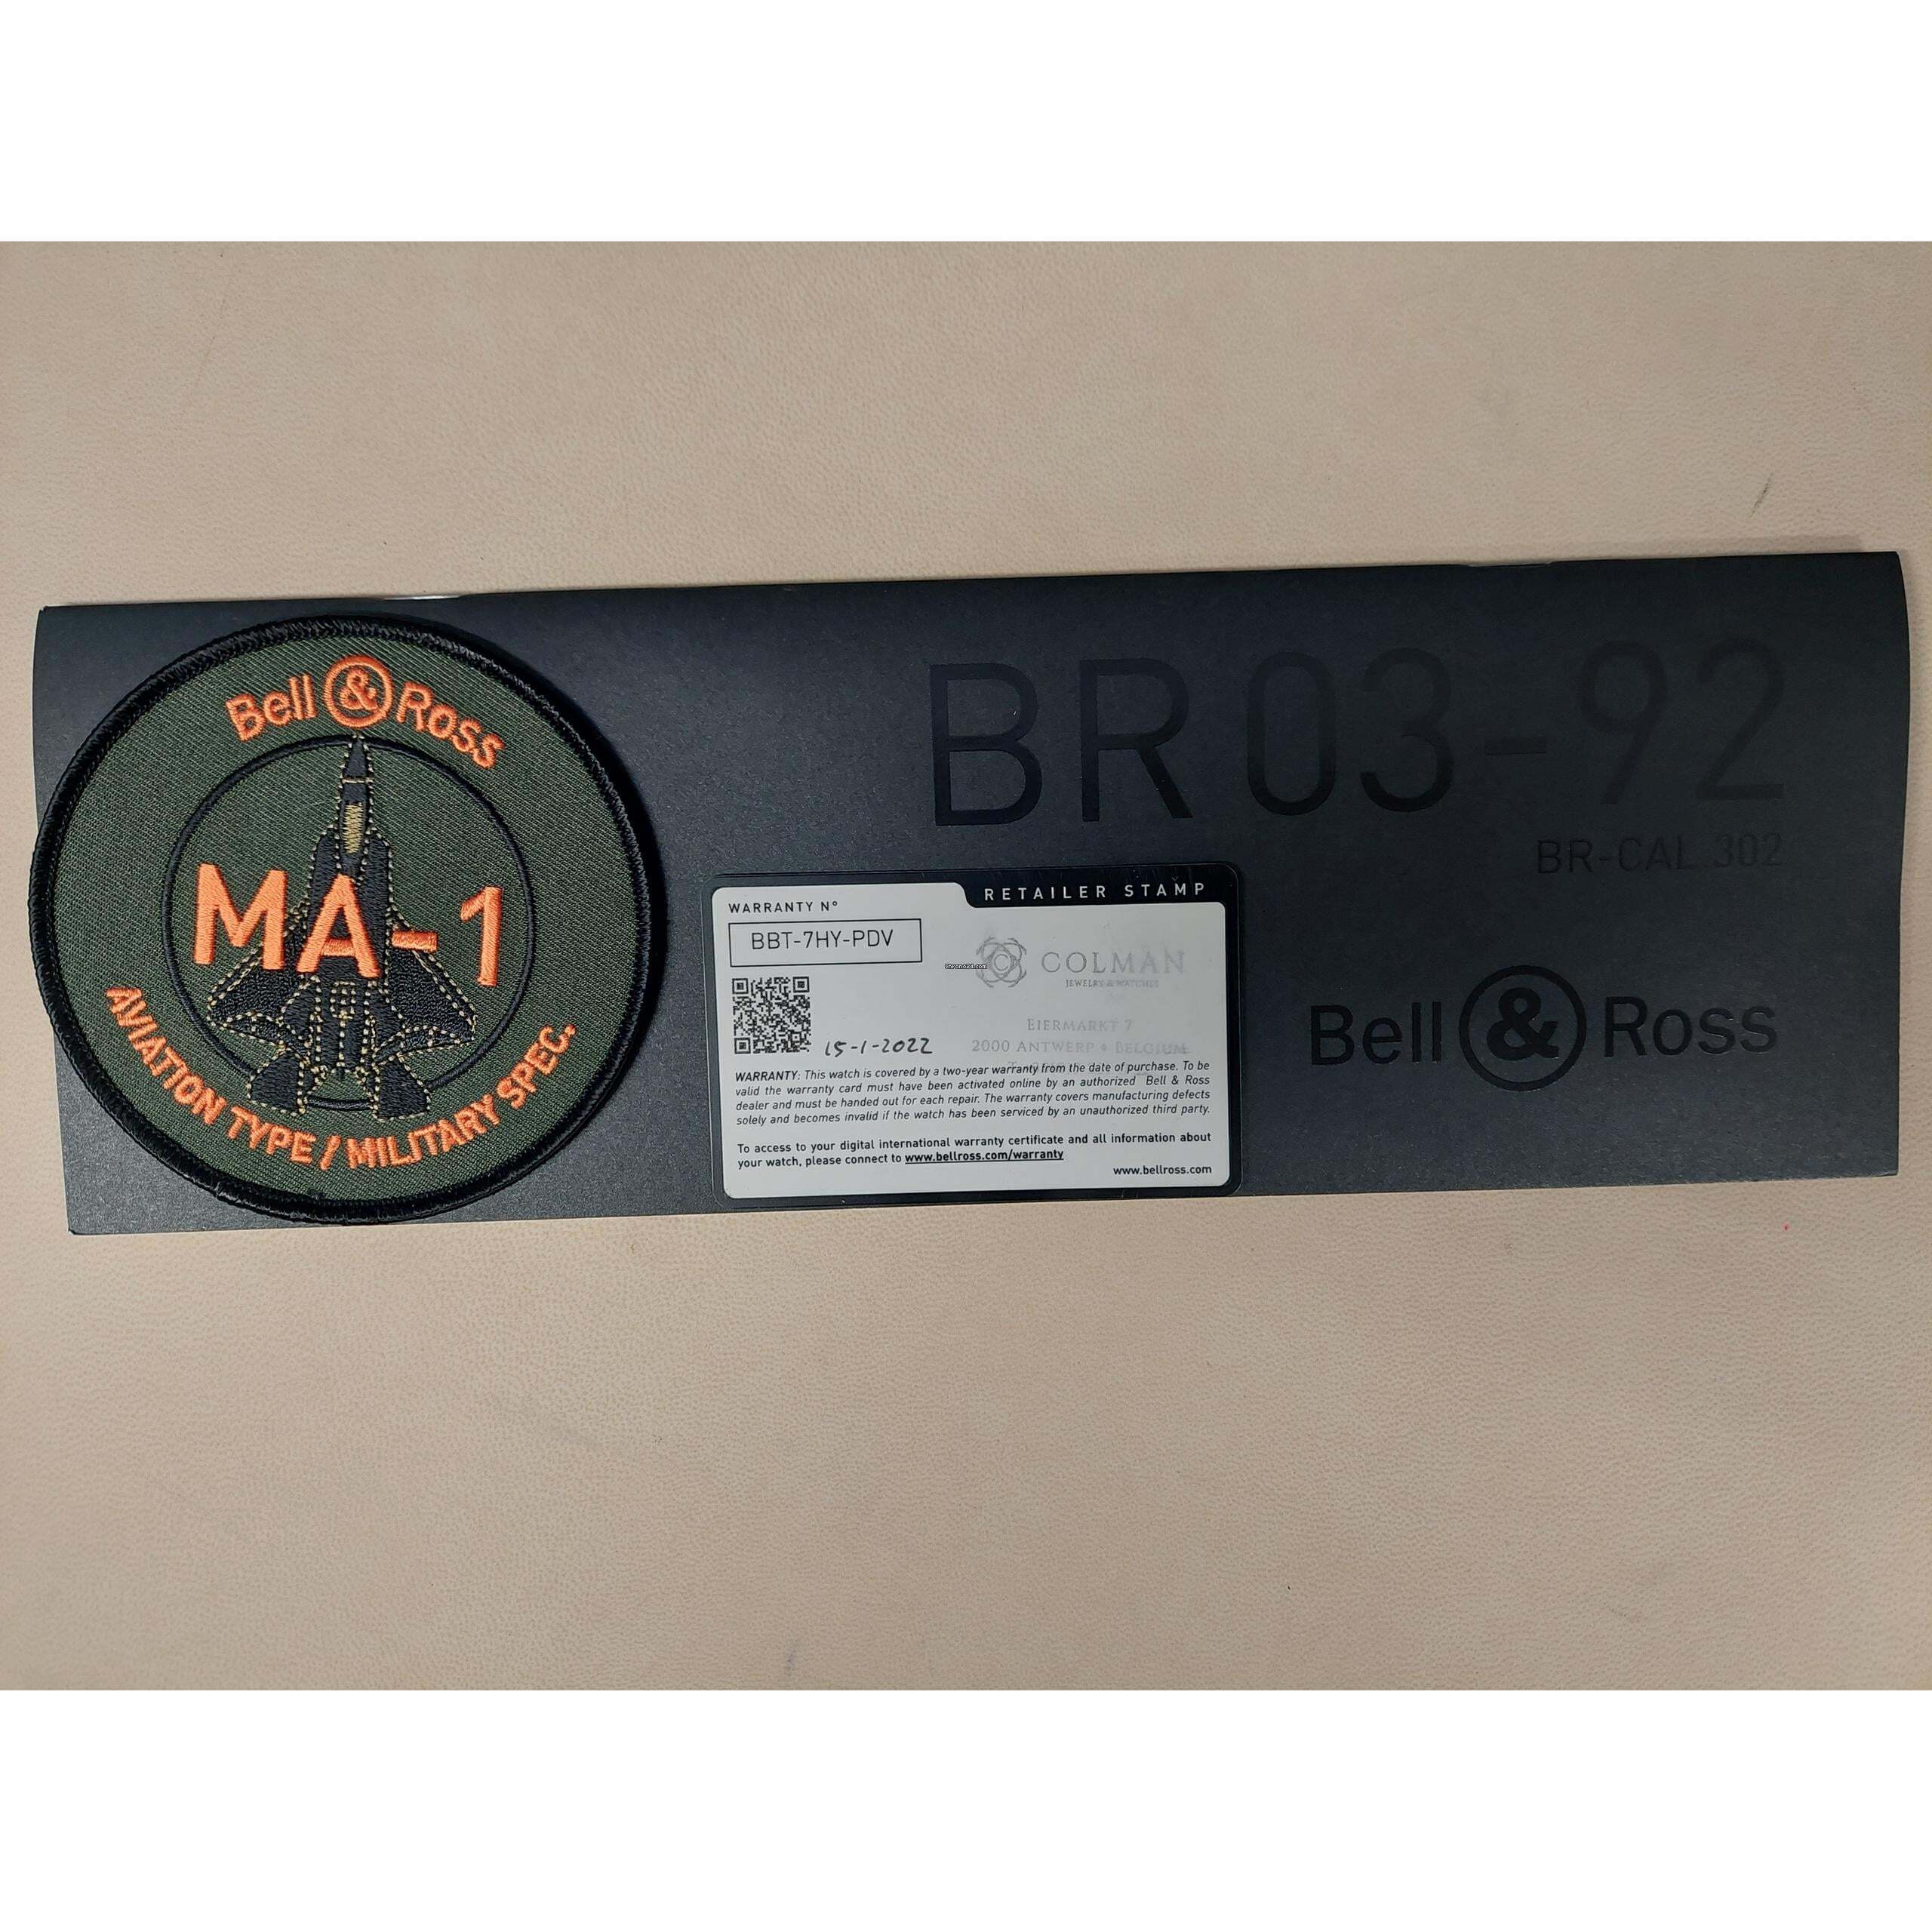 Bell & Ross
MA-1
AVIATION TYPE / MILITARY SPEC.
BR 03-92
BR-CAL.302
RETAILER STAMP
WARRANTY N°
BBT-7HY-PDV
Chrono24.com
COLMAN
JEWELRY & WATCHES
EIERMARKT 7
15-1-2022
2000 ANTWERP • BELGIUM
WARRANTY: This watch is covered by a two-year warranty from the date of purchase. To be
valid the warranty card must have been activated online by an authorized Bell & Ross
dealer and must be handed out for each repair. The warranty covers manufacturing defects
solely and becomes invalid if the watch has been serviced by an unauthorized third party.
To access to your digital international warranty certificate and all information about
your watch, please connect to www.bellross.com/warranty
www.bellross.com
Bell & Ross